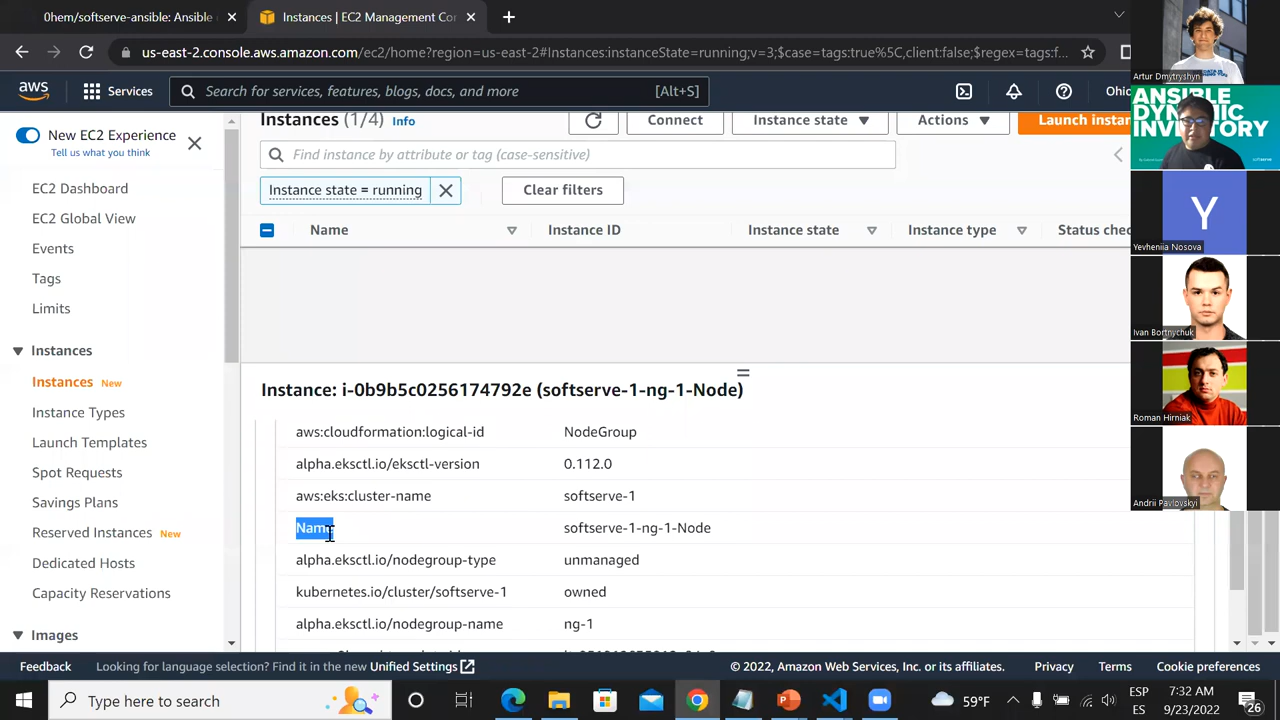 0hem/softserve-ansible: Ansible
Instances | EC2 Management Con
us-east-2.console.aws.amazon.com/ec2/home?region=us-east-2#Instances:instanceState=running;v=3,$case=tags:true%5C,client:false;$regex=tags:f...
aws
Services
Search for services, features, blogs, docs, and more
[Alt+S]
Ohio
New EC2 Experience
Tell us what you think
EC2 Dashboard
EC2 Global View
Events
Tags
Limits
Instances
Instances New
Instance Types
Launch Templates
Spot Requests
Savings Plans
Reserved Instances New
Dedicated Hosts
Capacity Reservations
Images
Instances (1/4) Info
Connect
Instance state
Actions
Launch instan
Find instance by attribute or tag (case-sensitive)
Instance state = running
Clear filters
Name
Instance ID
Instance state
Instance type
Status chec
Instance: i-0b9b5c0256174792e (softserve-1-ng-1-Node)
aws:cloudformation:logical-id NodeGroup
alpha.eksctl.io/eksctl-version 0.112.0
aws:eks:cluster-name softserve-1
Name softserve-1-ng-1-Node
alpha.eksctl.io/nodegroup-type unmanaged
kubernetes.io/cluster/softserve-1 owned
alpha.eksctl.io/nodegroup-name ng-1
Artur Dmytryshyn
ANSIBLE
DYNAMIC
INVENTORY
softserve
Y
Yevheniia Nosova
Ivan Bortnychuk
Roman Hirniak
Andrii Pavlovskyi
Feedback
Looking for language selection? Find it in the new Unified Settings
© 2022, Amazon Web Services, Inc. or its affiliates.
Privacy
Terms
Cookie preferences
Type here to search
59°F
ESP
ES
7:32 AM
9/23/2022
26